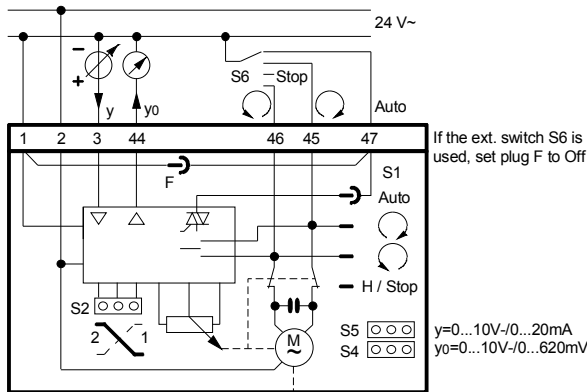 24 V~
S6
Stop
y
y0
Auto
1 2 3 44 46 45 47
If the ext. switch S6 is
used, set plug F to Off
F
S1
Auto
H / Stop
S2
2 1
M
~
S5
y=0...10V-/0...20mA
S4
y0=0...10V-/0...620mV